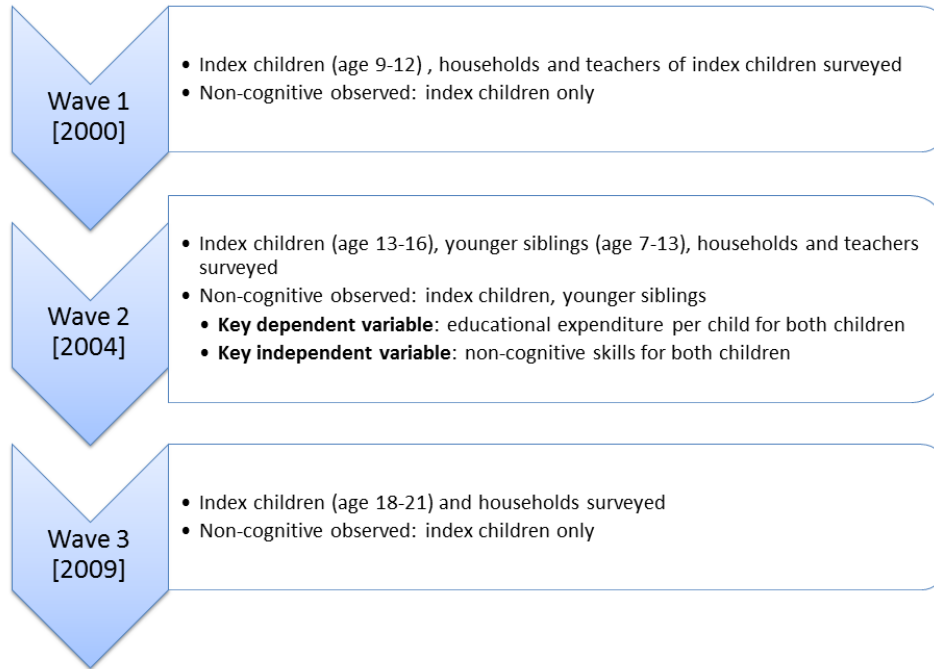 Wave 1
[2000]
• Index children (age 9-12) , households and teachers of index children surveyed
• Non-cognitive observed: index children only
Wave 2
[2004]
• Index children (age 13-16), younger siblings (age 7-13), households and teachers
surveyed
• Non-cognitive observed: index children, younger siblings
• Key dependent variable: educational expenditure per child for both children
• Key independent variable: non-cognitive skills for both children
Wave 3
[2009]
• Index children (age 18-21) and households surveyed
• Non-cognitive observed: index children only